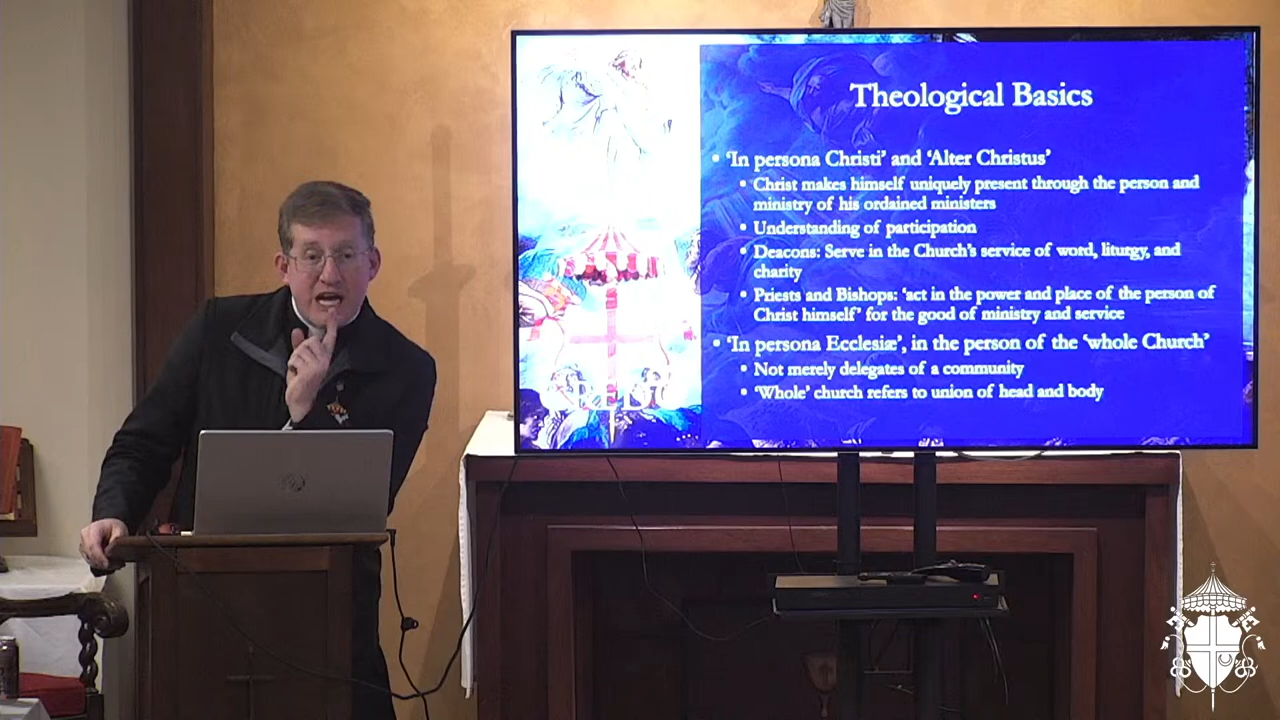 Theological Basics
• ‘In persona Christi’ and ‘Alter Christus’
• Christ makes himself uniquely present through the person and
ministry of his ordained ministers
• Understanding of participation
• Deacons: Serve in the Church’s service of word, liturgy, and
charity
• Priests and Bishops: ‘act in the power and place of the person of
Christ himself’ for the good of ministry and service
• ‘In persona Ecclesiæ’, in the person of the ‘whole Church’
• Not merely delegates of a community
• ‘Whole’ church refers to union of head and body